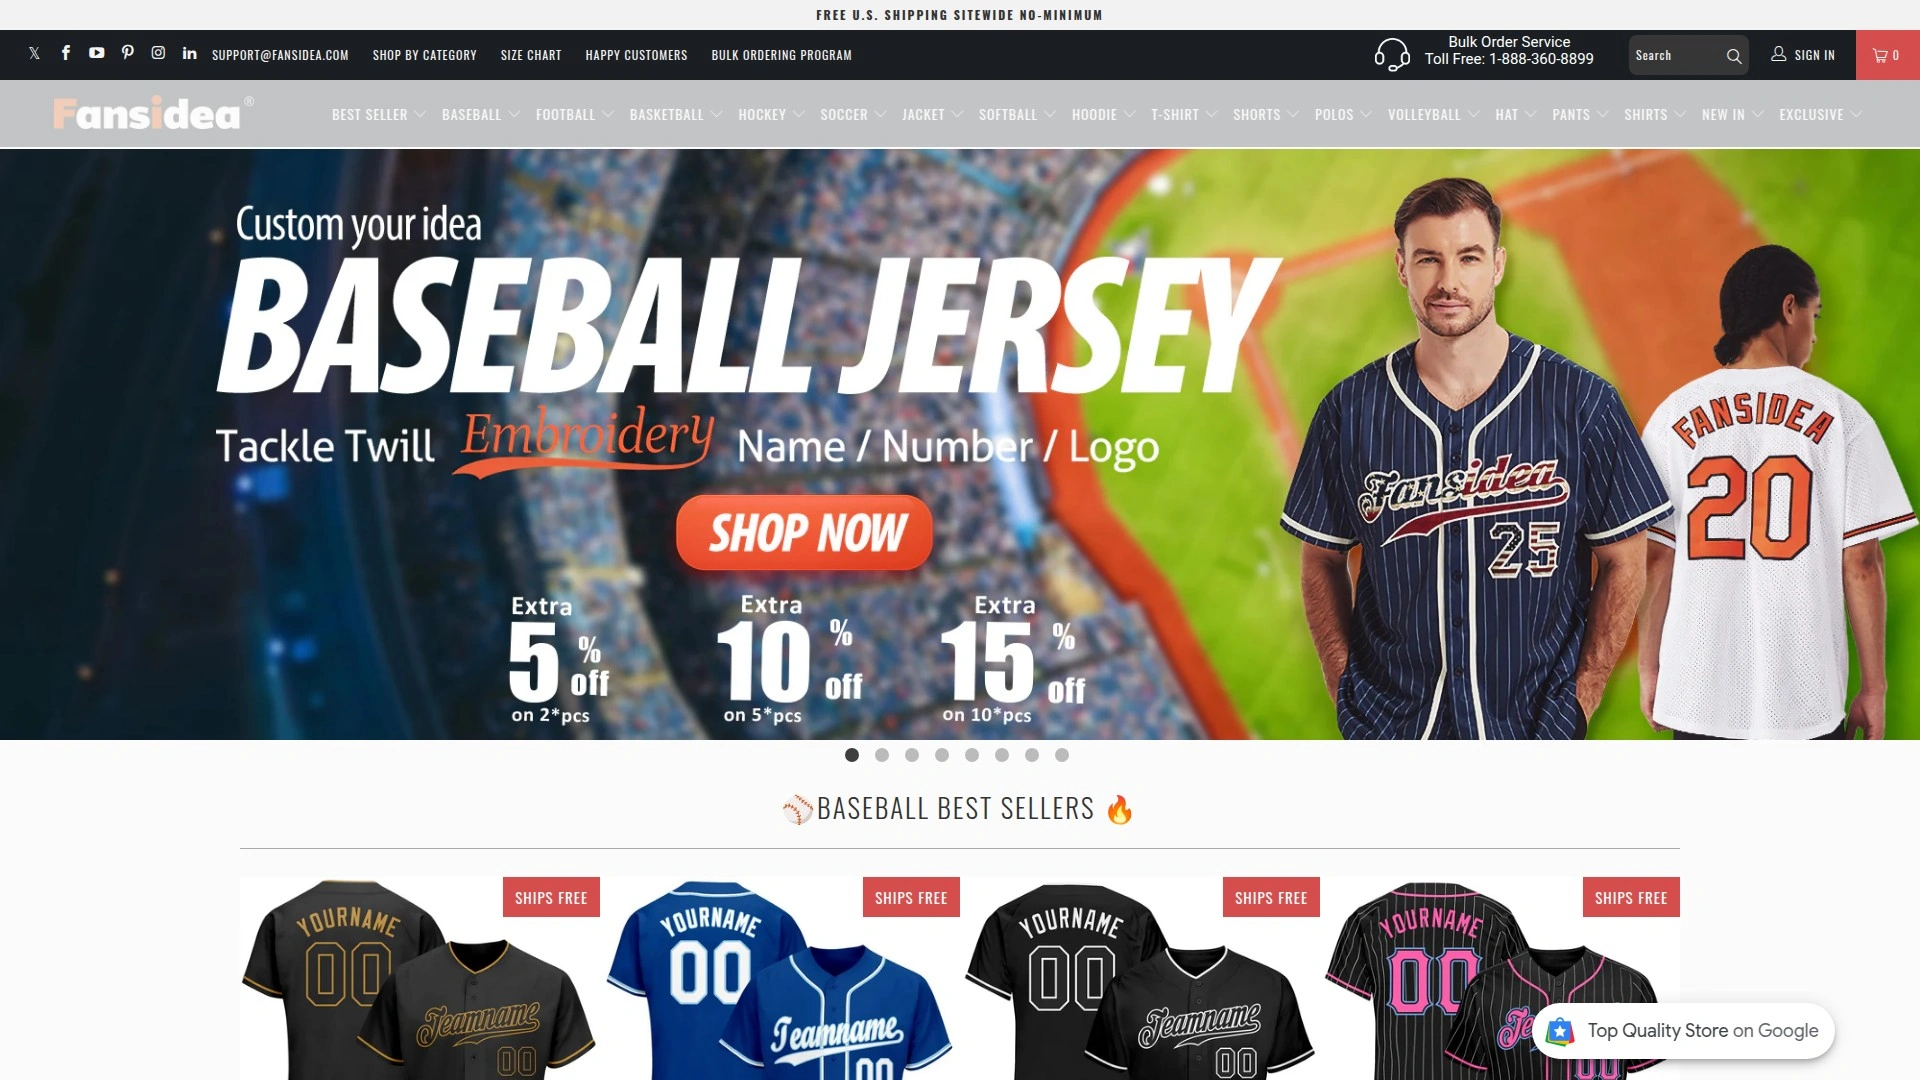 FREE U.S. SHIPPING SITEWIDE NO-MINIMUM
SUPPORT@FANSIDEA.COM SHOP BY CATEGORY SIZE CHART HAPPY CUSTOMERS BULK ORDERING PROGRAM
Bulk Order Service
Toll Free: 1-888-360-8899
Search
SIGN IN
0
Fansidea®
BEST SELLER BASEBALL FOOTBALL BASKETBALL HOCKEY SOCCER JACKET SOFTBALL HOODIE T-SHIRT SHORTS POLOS VOLLEYBALL HAT PANTS SHIRTS NEW IN EXCLUSIVE
Custom your idea
BASEBALL JERSEY
Tackle Twill Embroidery Name / Number / Logo
SHOP NOW
Extra 5% off on 2*pcs
Extra 10% off on 5*pcs
Extra 15% off on 10*pcs
Fansidea
25
FANSIDEA
20
⚾BASEBALL BEST SELLERS 🔥
SHIPS FREE
YOURNAME
00
Teamname
00
SHIPS FREE
YOURNAME
00
Teamname
00
SHIPS FREE
YOURNAME
00
Teamname
00
SHIPS FREE
YOURNAME
00
Top Quality Store on Google